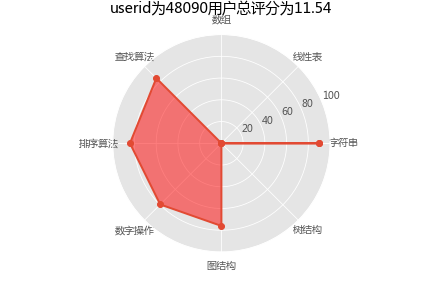 userid为48090用户总评分为11.54
数组
查找算法
线性表
100
80
60
40
20
排序算法
字符串
数字操作
树结构
图结构